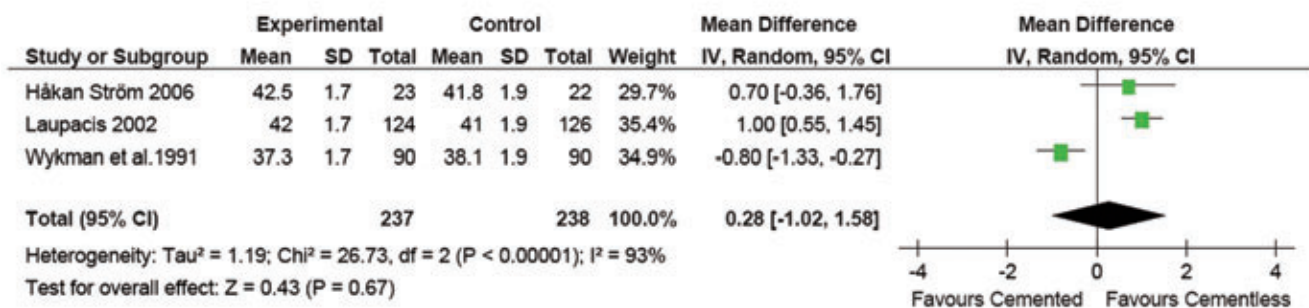 Experimental Control Mean Difference Mean Difference
Study or Subgroup Mean SD Total Mean SD Total Weight IV, Random, 95% CI IV, Random, 95% CI
Håkan Ström 2006 42.5 1.7 23 41.8 1.9 22 29.7% 0.70 [-0.36, 1.76]
Laupacis 2002 42 1.7 124 41 1.9 126 35.4% 1.00 [0.55, 1.45]
Wykman et al.1991 37.3 1.7 90 38.1 1.9 90 34.9% -0.80 [-1.33, -0.27]
Total (95% CI) 237 238 100.0% 0.28 [-1.02, 1.58]
Heterogeneity: Tau² = 1.19; Chi² = 26.73, df = 2 (P < 0.00001); I² = 93%
Test for overall effect: Z = 0.43 (P = 0.67)
-4 -2 0 2 4
Favours Cemented Favours Cementless